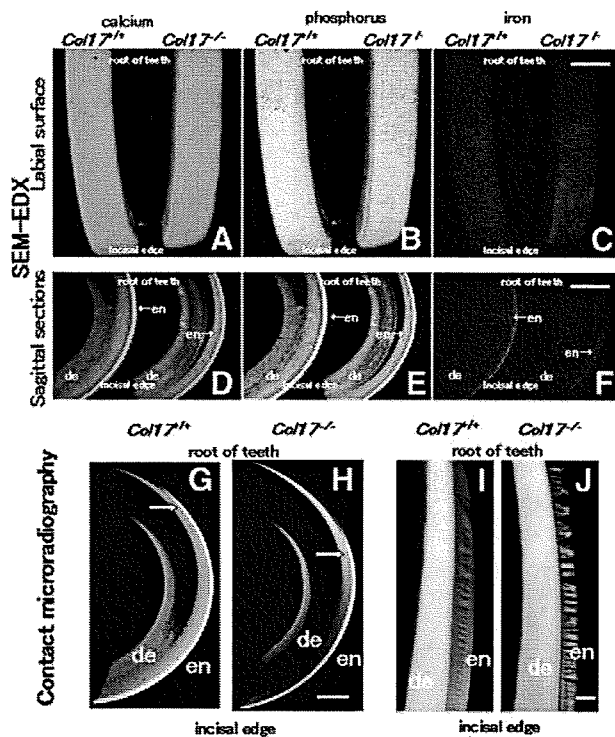 calcium phosphorus iron
Col17+/+ Col17-/- Col17+/+ Col17-/- Col17+/+ Col17-/-
SEM-EDX
Labial surface
root of teeth root of teeth root of teeth
Incisal edge Incisal edge Incisal edge
A B C
Sagittal sections
root of teeth root of teeth root of teeth
←en ←en ←en
en→ en→ en→
de de de de
Incisal edge Incisal edge Incisal edge
D E F
Col17+/+ Col17-/- Col17+/+ Col17-/-
root of teeth root of teeth
Contact microradiography
G H I J
de en de en de en de en
incisal edge incisal edge